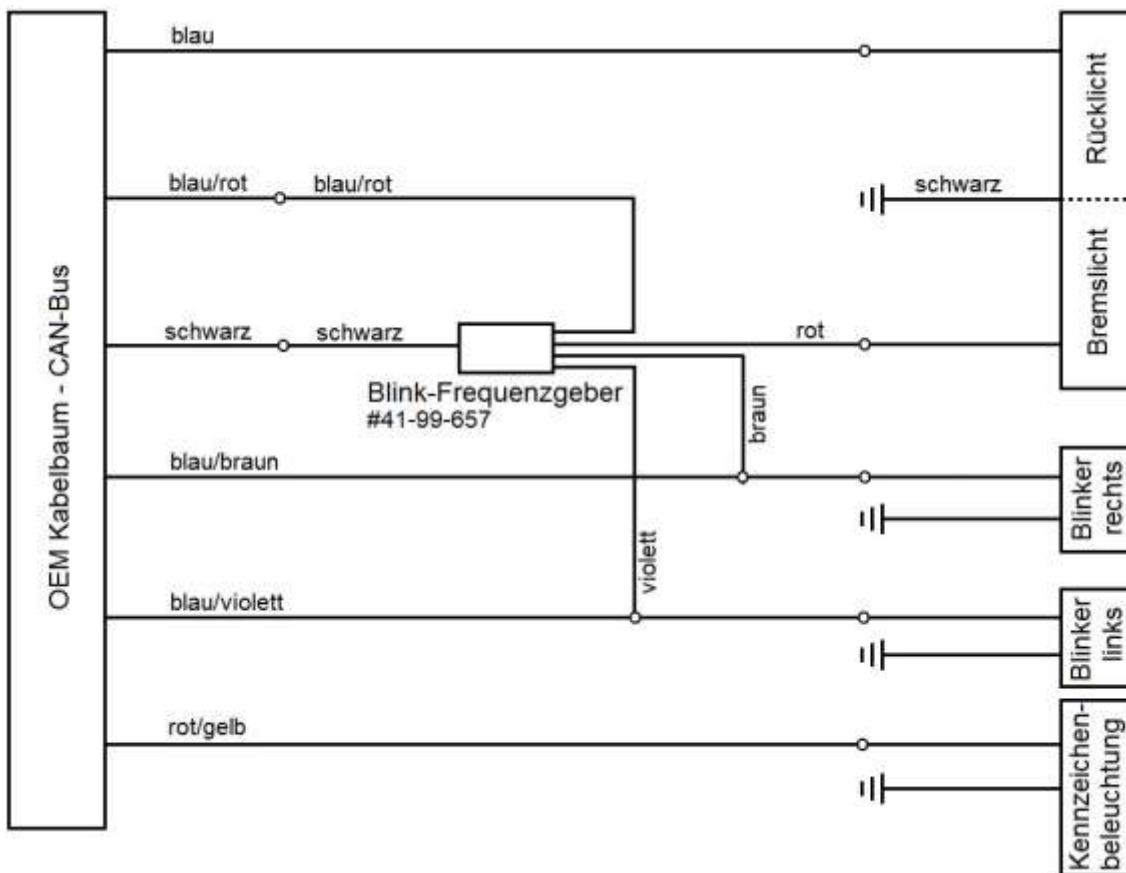 blau
Rücklicht
blau/rot
blau/rot
schwarz
OEM Kabelbaum - CAN-Bus
schwarz
schwarz
rot
Bremslicht
Blink-Frequenzgeber
#41-99-657
braun
blau/braun
Blinker
rechts
violett
blau/violett
Blinker
links
rot/gelb
Kennzeichen-
beleuchtung